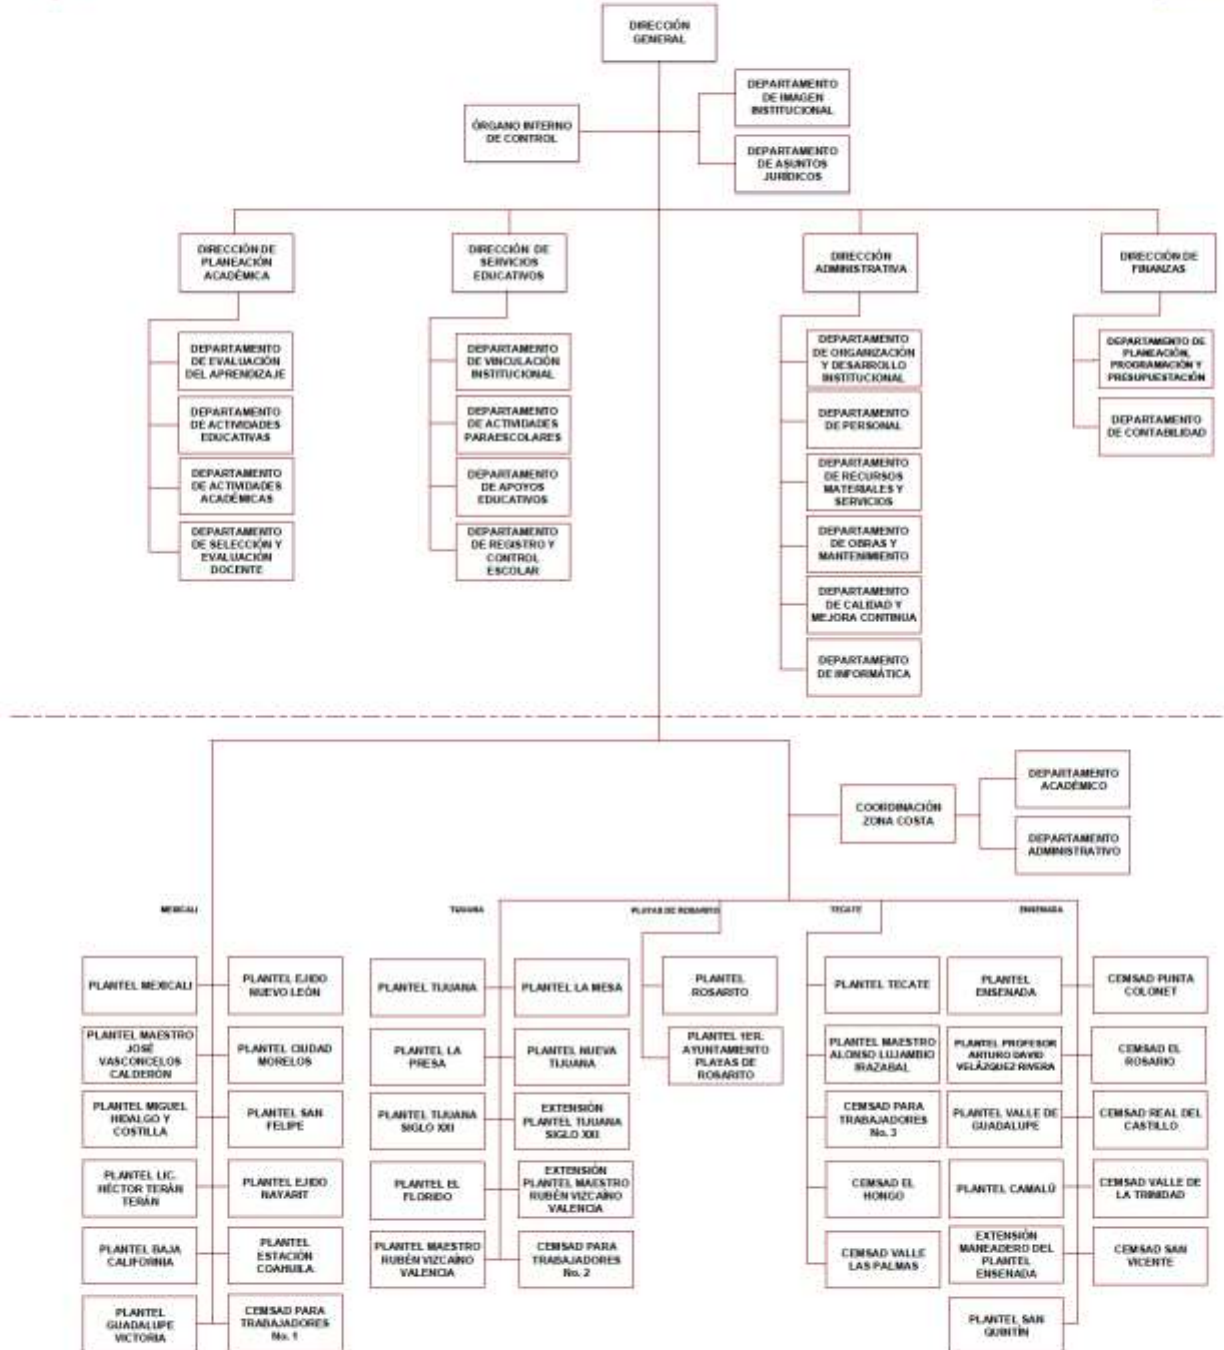 DIRECCIÓN
GENERAL
DEPARTAMENTO
DE IMAGEN
INSTITUCIONAL
ÓRGANO INTERNO
DE CONTROL
DEPARTAMENTO
DE ASUNTOS
JURÍDICOS
DIRECCIÓN DE
PLANEACIÓN
ACADÉMICA
DIRECCIÓN DE
SERVICIOS
EDUCATIVOS
DIRECCIÓN
ADMINISTRATIVA
DIRECCIÓN DE
FINANZAS
DEPARTAMENTO
DE EVALUACIÓN
DEL APRENDIZAJE
DEPARTAMENTO
DE ACTIVIDADES
EDUCATIVAS
DEPARTAMENTO
DE ACTIVIDADES
ACADÉMICAS
DEPARTAMENTO
DE SELECCIÓN Y
EVALUACIÓN
DOCENTE
DEPARTAMENTO
DE VINCULACIÓN
INSTITUCIONAL
DEPARTAMENTO
DE ACTIVIDADES
PARAESCOLARES
DEPARTAMENTO
DE APOYOS
EDUCATIVOS
DEPARTAMENTO
DE REGISTRO Y
CONTROL
ESCOLAR
DEPARTAMENTO
DE ORGANIZACIÓN
Y DESARROLLO
INSTITUCIONAL
DEPARTAMENTO
DE PERSONAL
DEPARTAMENTO
DE RECURSOS
MATERIALES Y
SERVICIOS
DEPARTAMENTO
DE OBRAS Y
MANTENIMIENTO
DEPARTAMENTO
DE CALIDAD Y
MEJORA CONTINUA
DEPARTAMENTO
DE INFORMÁTICA
DEPARTAMENTO DE
PLANEACIÓN,
PROGRAMACIÓN Y
PRESUPUESTACIÓN
DEPARTAMENTO
DE CONTABILIDAD
COORDINACIÓN
ZONA COSTA
DEPARTAMENTO
ACADÉMICO
DEPARTAMENTO
ADMINISTRATIVO
MEXICALI
PLANTEL MEXICALI
PLANTEL EJIDO
NUEVO LEÓN
PLANTEL MAESTRO
JOSÉ
VASCONCELOS
CALDERÓN
PLANTEL CIUDAD
MORELOS
PLANTEL MIGUEL
HIDALGO Y
COSTILLA
PLANTEL SAN
FELIPE
PLANTEL LIC.
HÉCTOR TERÁN
TERÁN
PLANTEL EJIDO
NAYARIT
PLANTEL BAJA
CALIFORNIA
PLANTEL
ESTACIÓN
COAHUILA
PLANTEL
GUADALUPE
VICTORIA
CEMSAD PARA
TRABAJADORES
No. 1
TIJUANA
PLANTEL TIJUANA
PLANTEL LA MESA
PLANTEL LA
PRESA
PLANTEL NUEVA
TIJUANA
PLANTEL TIJUANA
SIGLO XXI
EXTENSIÓN
PLANTEL TIJUANA
SIGLO XXI
PLANTEL EL
FLORIDO
EXTENSIÓN
PLANTEL MAESTRO
RUBÉN VIZCAÍNO
VALENCIA
PLANTEL MAESTRO
RUBÉN VIZCAÍNO
VALENCIA
CEMSAD PARA
TRABAJADORES
No. 2
PLAYAS DE ROSARITO
PLANTEL
ROSARITO
PLANTEL 1ER.
AYUNTAMIENTO
PLAYAS DE
ROSARITO
TECATE
PLANTEL TECATE
PLANTEL MAESTRO
ALONSO LUJAMBIO
IRAZABAL
CEMSAD PARA
TRABAJADORES
No. 3
CEMSAD EL
HONGO
CEMSAD VALLE
LAS PALMAS
ENSENADA
PLANTEL
ENSENADA
CEMSAD PUNTA
COLONET
PLANTEL PROFESOR
ARTURO DAVID
VELÁZQUEZ RIVERA
CEMSAD EL
ROSARIO
PLANTEL VALLE DE
GUADALUPE
CEMSAD REAL DEL
CASTILLO
PLANTEL CAMALÚ
CEMSAD VALLE DE
LA TRINIDAD
EXTENSIÓN
MANEADERO DEL
PLANTEL
ENSENADA
CEMSAD SAN
VICENTE
PLANTEL SAN
QUINTÍN